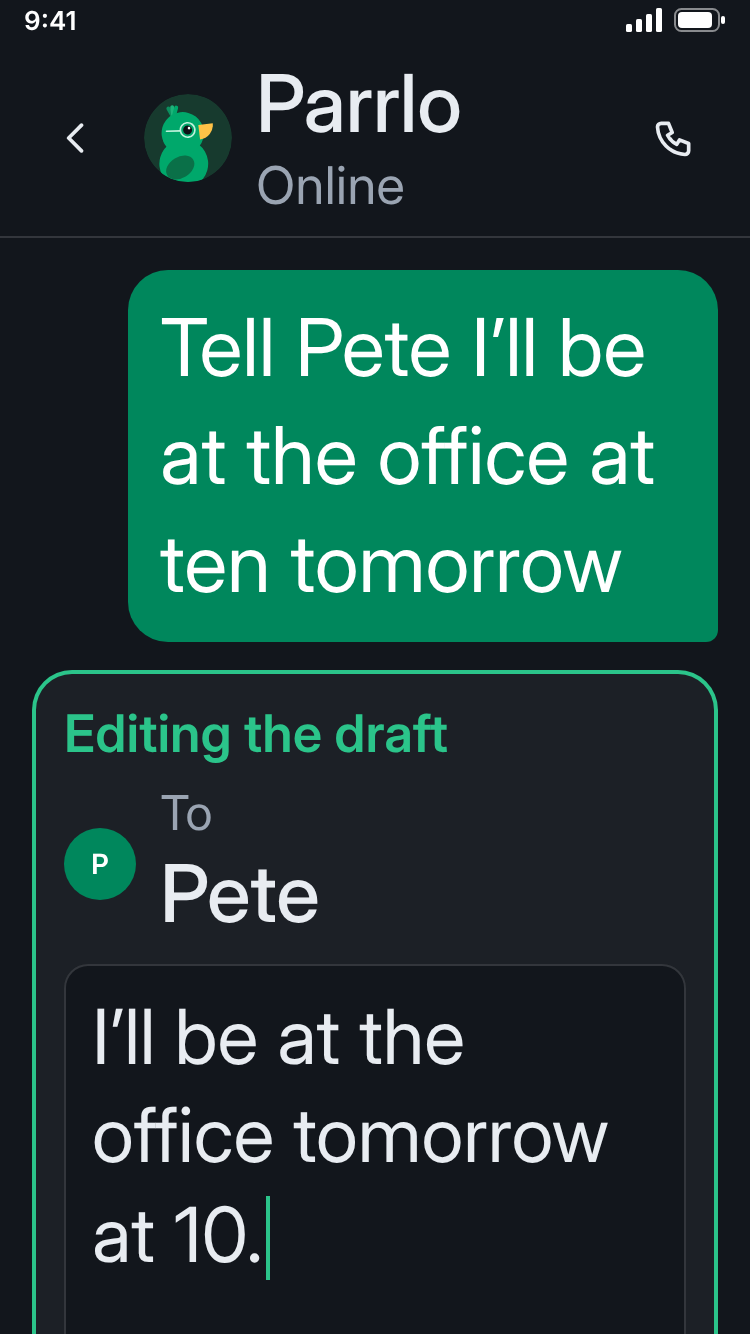 9:41
Parrlo
Online
Tell Pete I’ll be
at the office at
ten tomorrow
Editing the draft
To
P
Pete
I’ll be at the
office tomorrow
at 10.